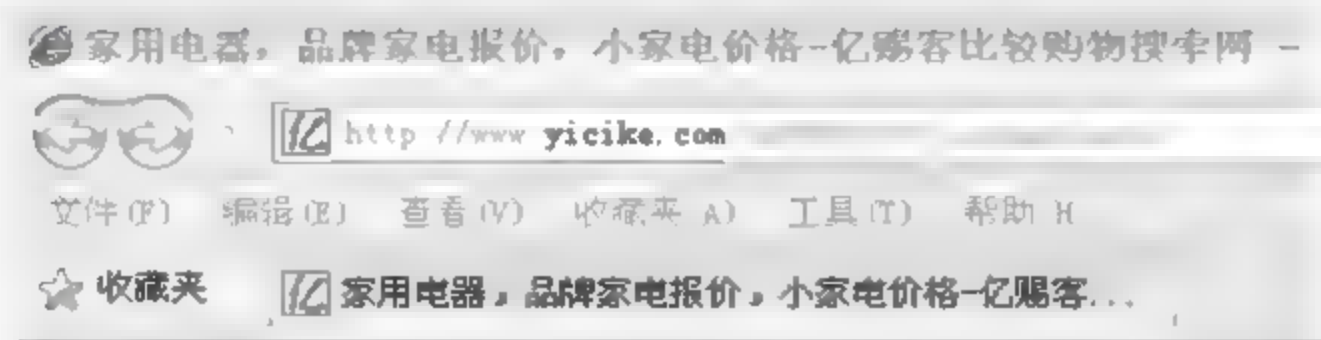 家用电器，品牌家电报价，小家电价格-亿赐客比较购物搜索网 -
http //www yicike.com
文件(F) 编辑(E) 查看(V) 收藏夹 A) 工具(T) 帮助 H
收藏夹 家用电器，品牌家电报价，小家电价格-亿赐客...